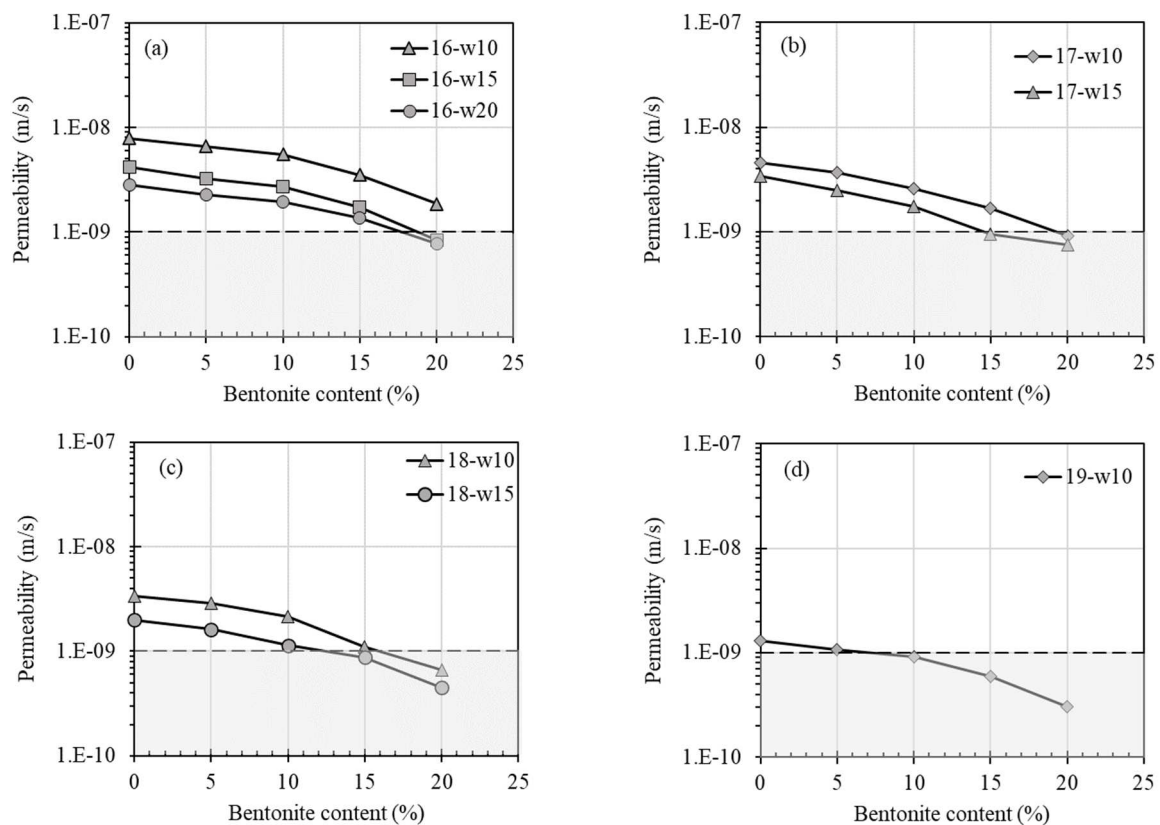 (a)
16-w10
16-w15
16-w20
Permeability (m/s)
1.E-07
1.E-08
1.E-09
1.E-10
0 5 10 15 20 25
Bentonite content (%)
(b)
17-w10
17-w15
Permeability (m/s)
1.E-07
1.E-08
1.E-09
1.E-10
0 5 10 15 20 25
Bentonite content (%)
(c)
18-w10
18-w15
Permeability (m/s)
1.E-07
1.E-08
1.E-09
1.E-10
0 5 10 15 20 25
Bentonite content (%)
(d)
19-w10
Permeability (m/s)
1.E-07
1.E-08
1.E-09
1.E-10
0 5 10 15 20 25
Bentonite content (%)